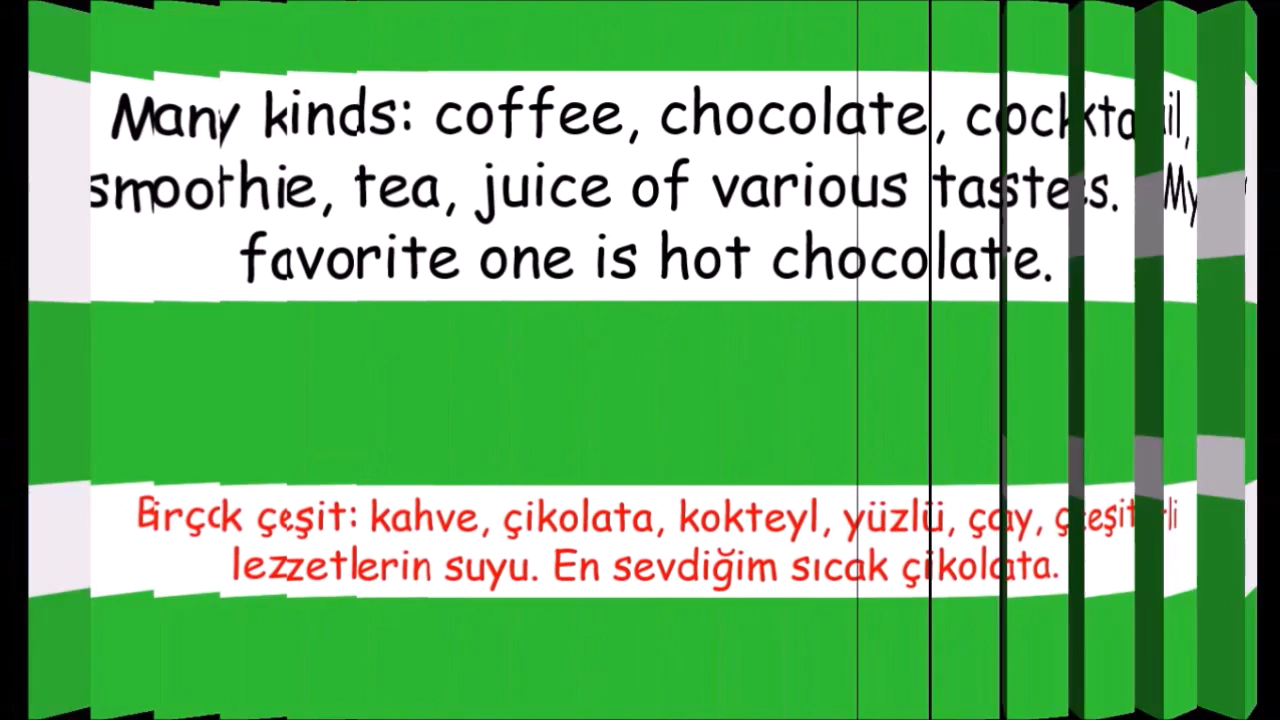 Many kinds: coffee, chocolate, cocktail,
smoothie, tea, juice of various tastes. My
favorite one is hot chocolate.
Birçok çeşit: kahve, çikolata, kokteyl, yüzlü, çay, çeşitli
lezzetlerin suyu. En sevdiğim sıcak çikolata.